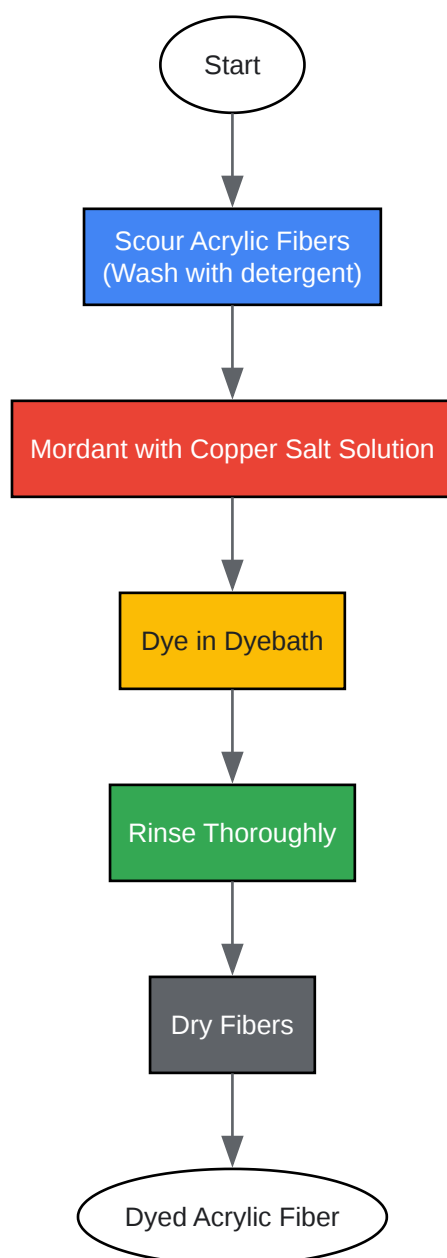 Start
Scour Acrylic Fibers
(Wash with detergent)
Mordant with Copper Salt Solution
Dye in Dyebath
Rinse Thoroughly
Dry Fibers
Dyed Acrylic Fiber